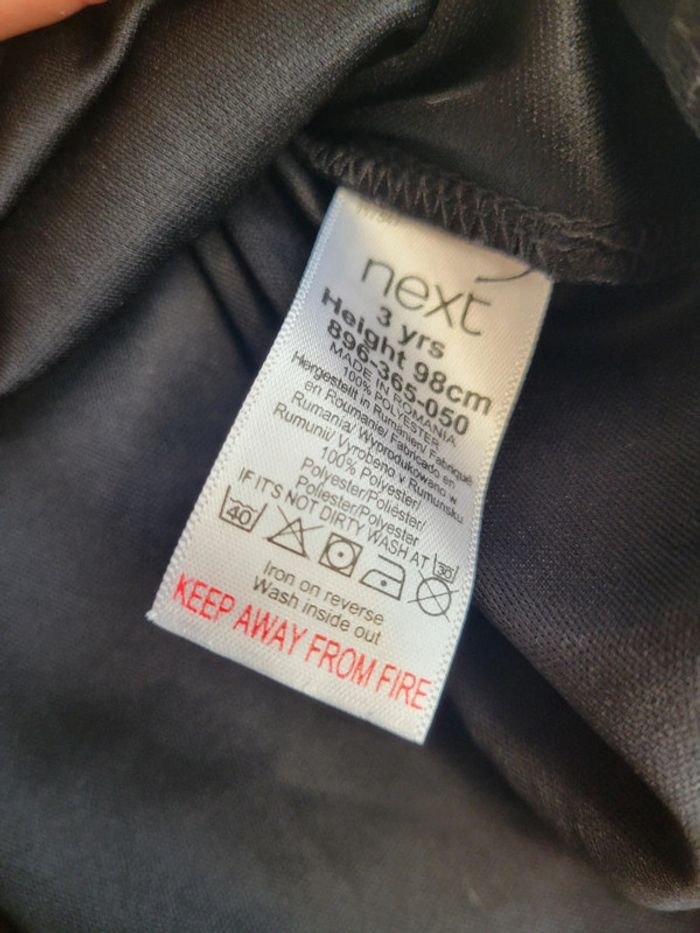 next
3 yrs
Height 98cm
896-365-050
MADE IN ROMANIA
100% POLYESTER
Hergestellt in Rumänien/ Fabriqué
en Roumanie/ Fabricado en
Rumania/ Wyprodukowano w
Rumunii/ Vyrobeno v Rumunsku
100% Polyester/
Polyester/Poliéster/
Poliester/Polyester
IF IT'S NOT DIRTY WASH AT 30
40
Iron on reverse
Wash inside out
KEEP AWAY FROM FIRE